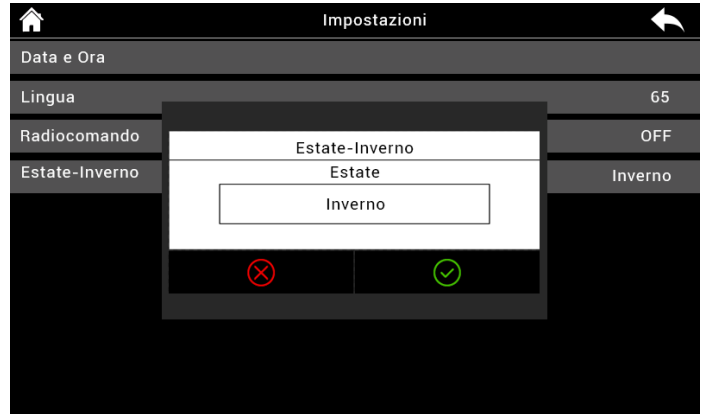 Impostazioni
Data e Ora
Lingua 65
Radiocomando OFF
Estate-Inverno Inverno
Estate-Inverno
Estate
Inverno